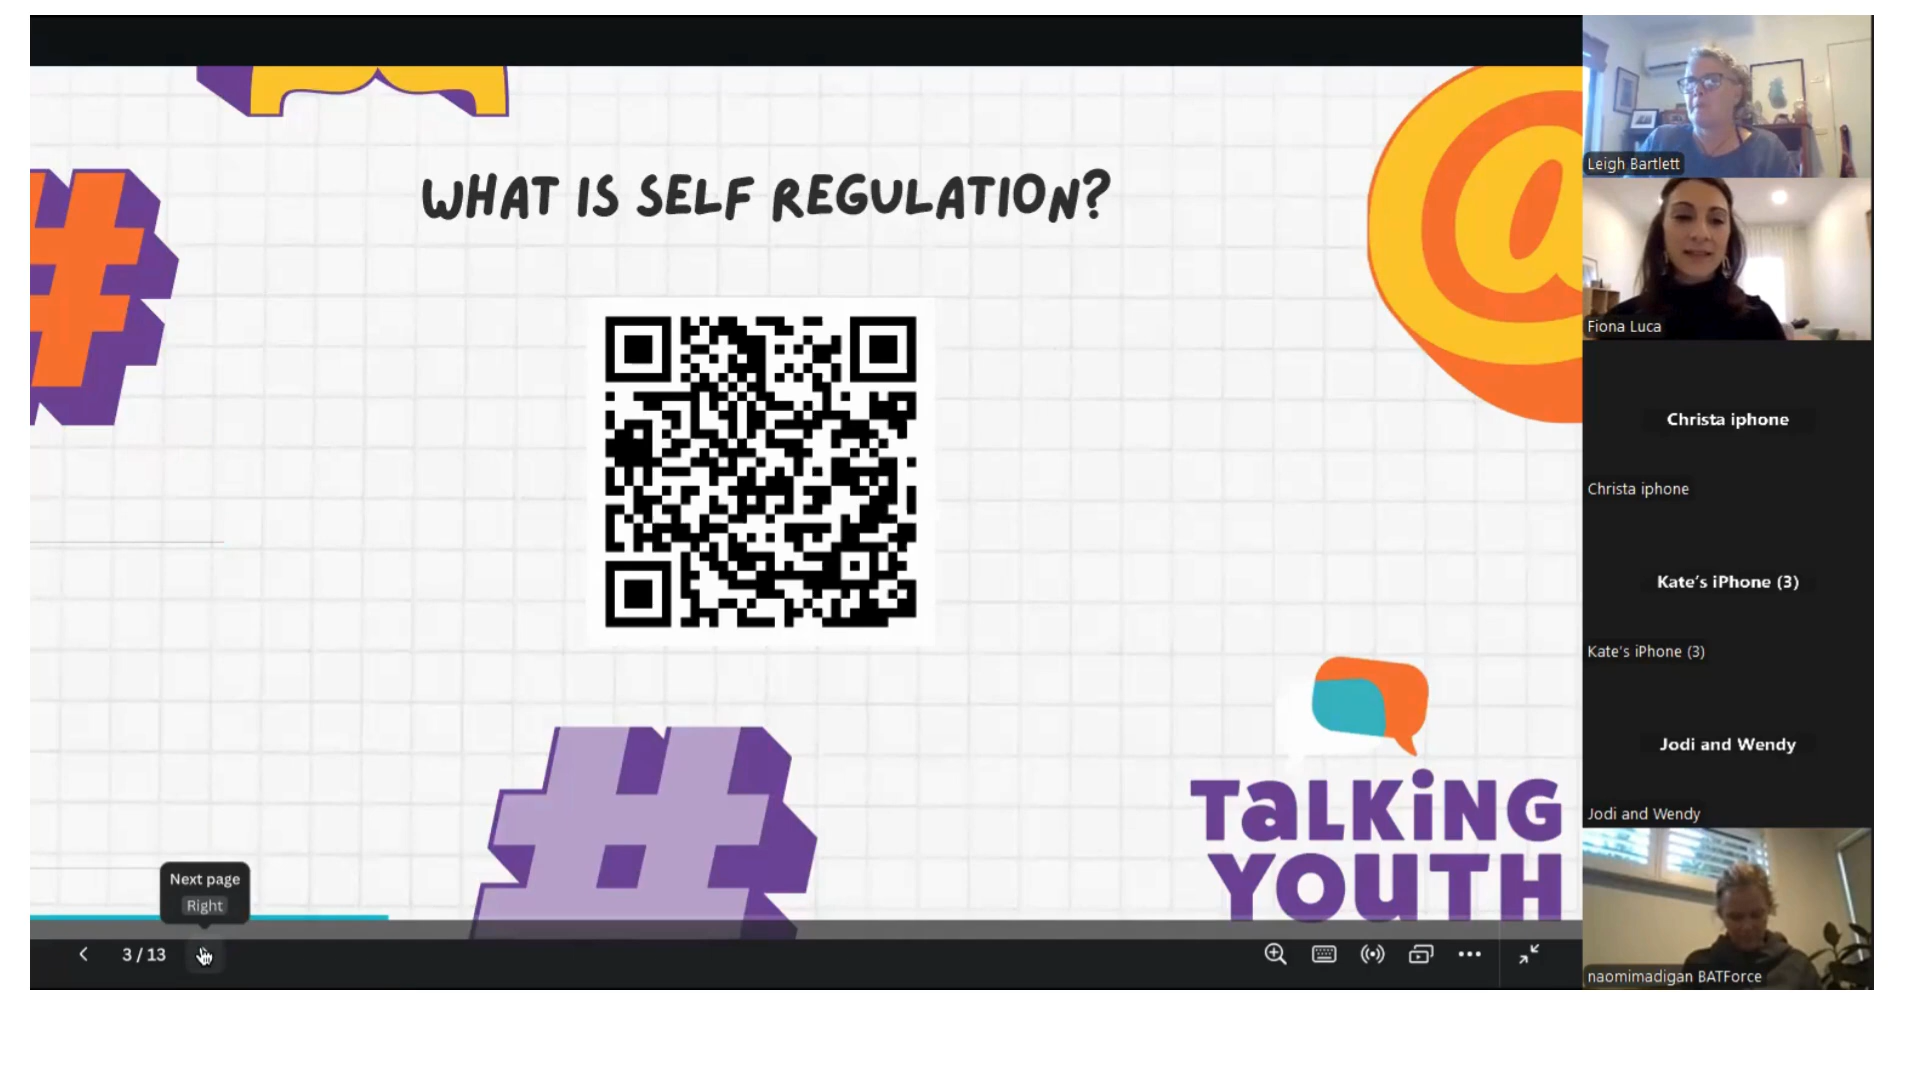 WHAT IS SELF REGULATION?
#
@
#
TaLKiNG
YOUTH
Next page
Right
3 / 13
Leigh Bartlett
Fiona Luca
Christa iphone
Christa iphone
Kate's iPhone (3)
Kate's iPhone (3)
Jodi and Wendy
Jodi and Wendy
naomimadigan BATForce